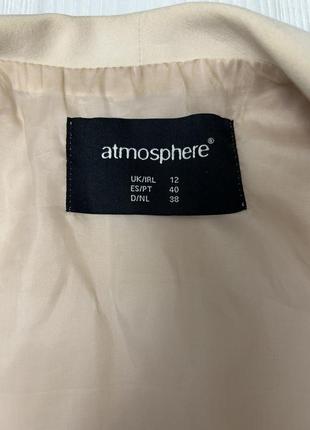 atmosphere®
UK/IRL 12
ES/PT 40
D/NL 38